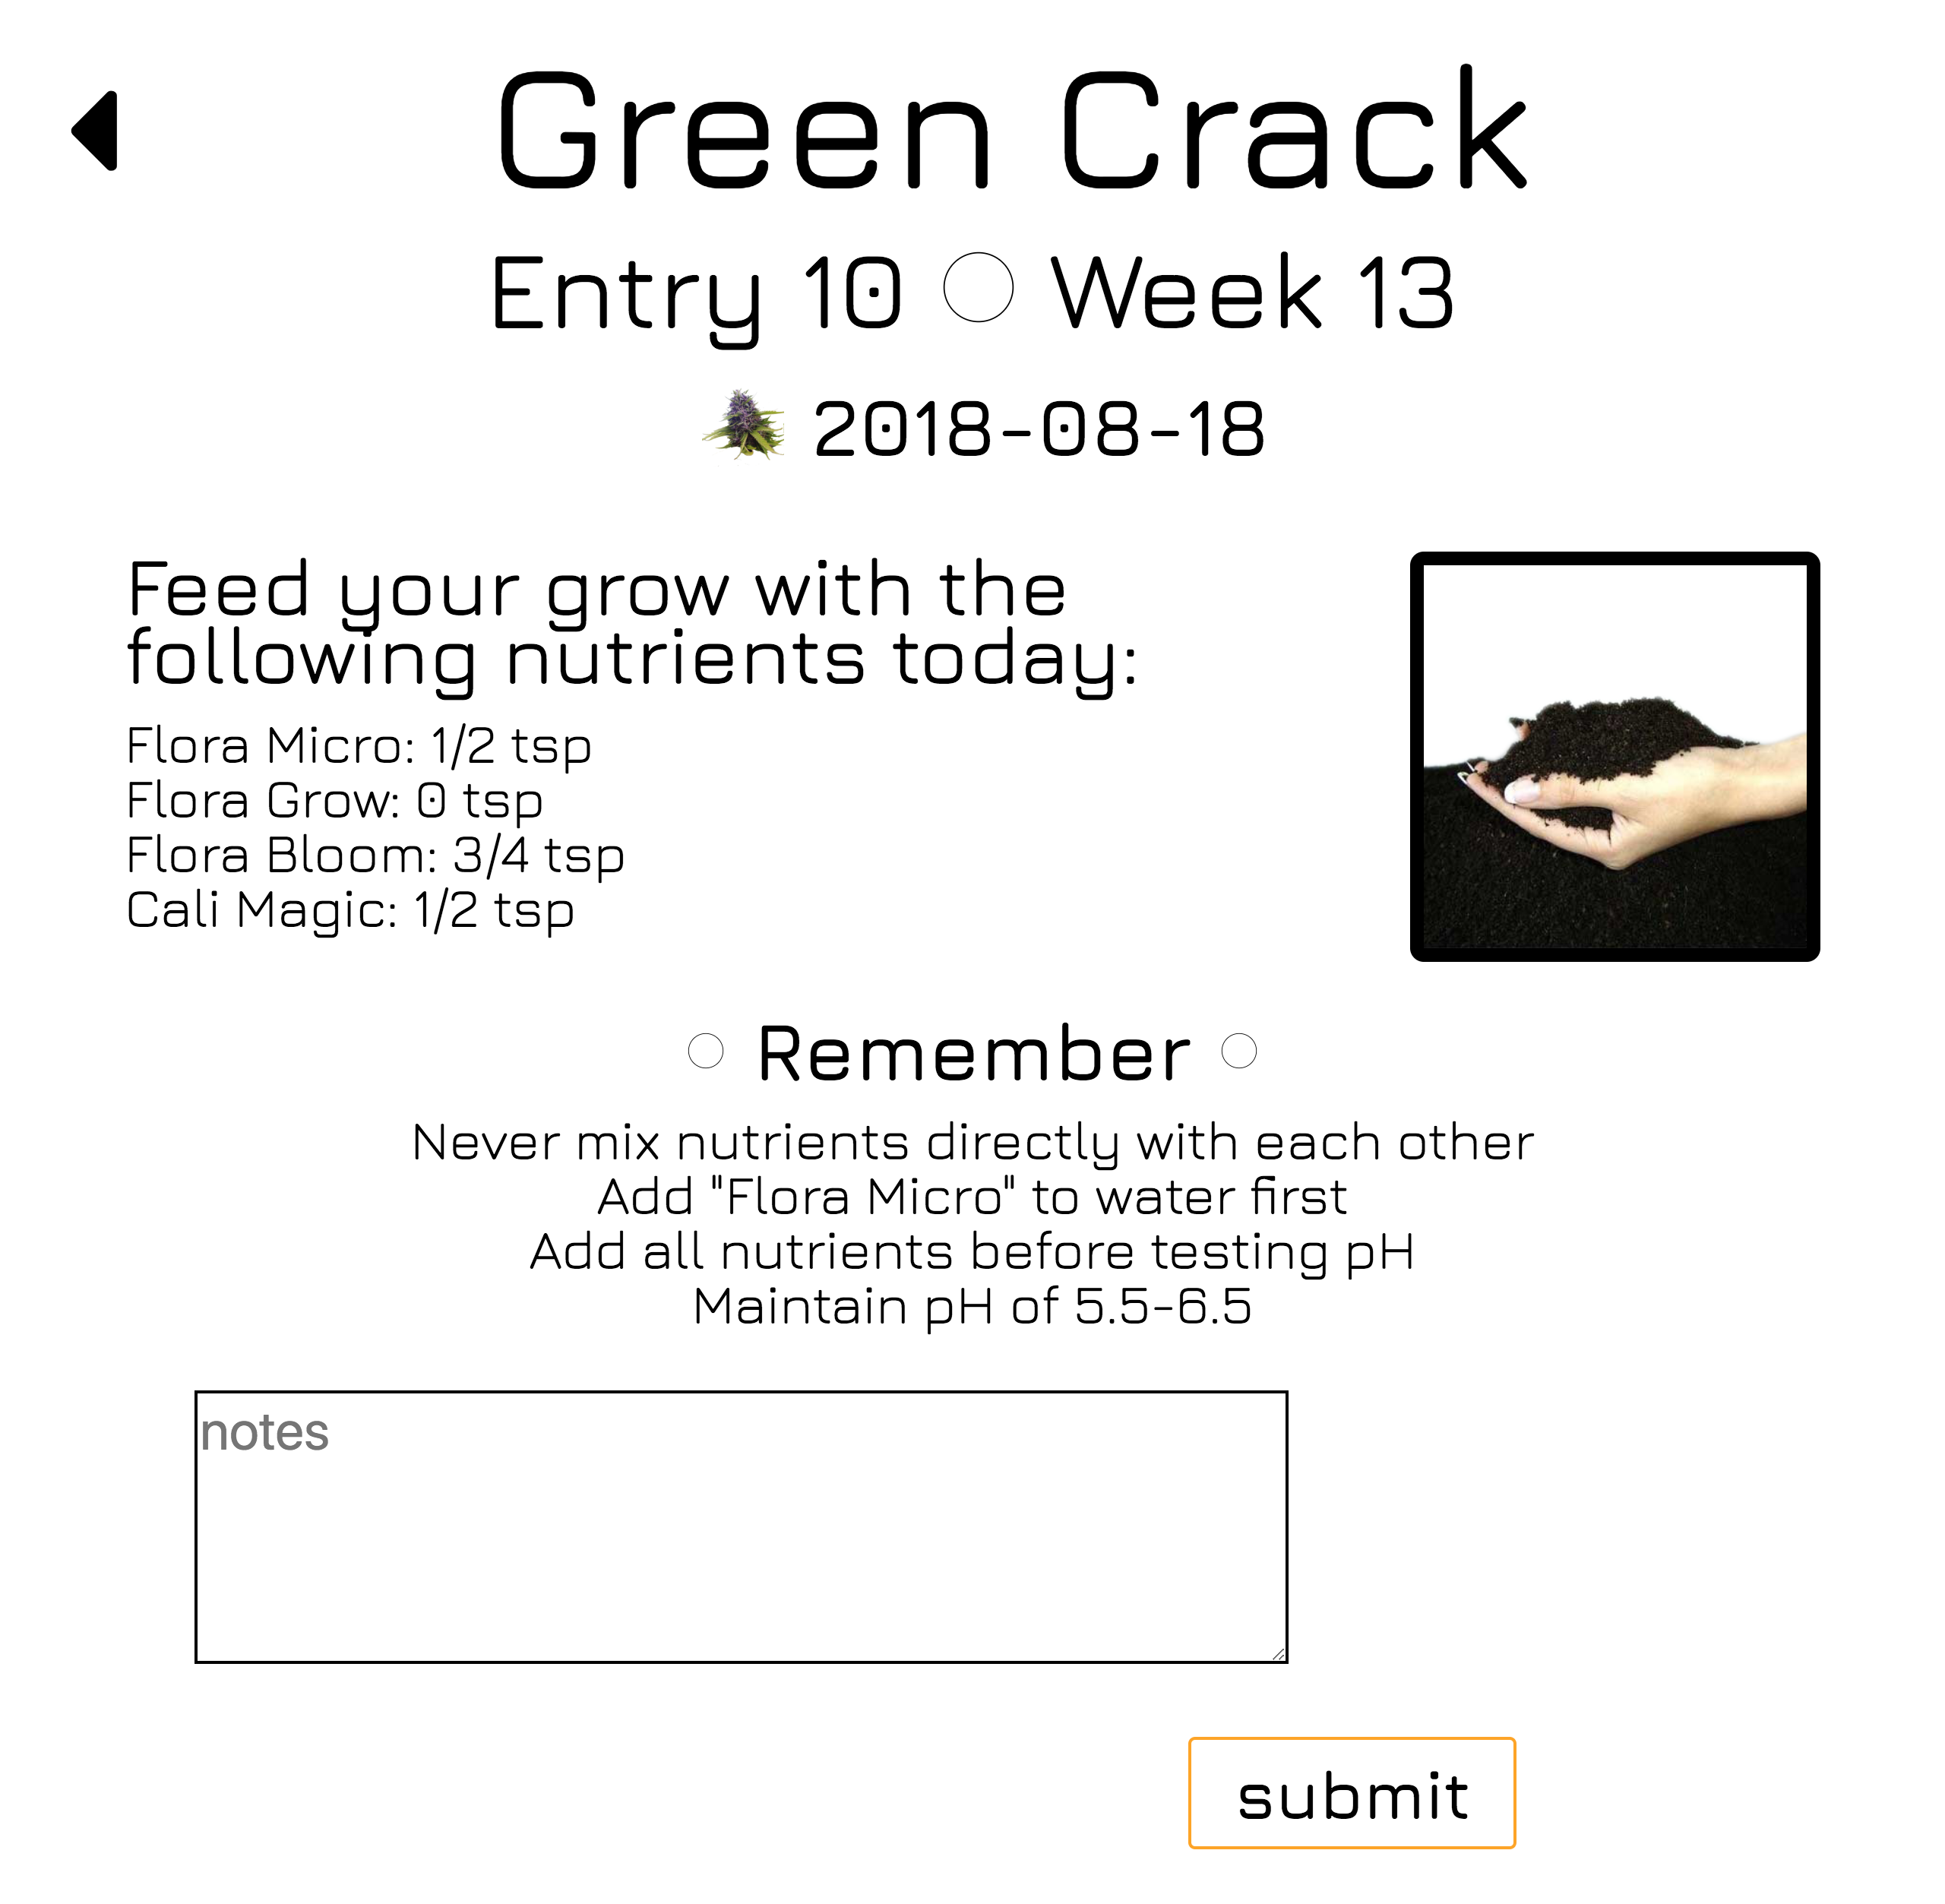 Green Crack
Entry 10 Week 13
2018-08-18
Feed your grow with the
following nutrients today:
Flora Micro: 1/2 tsp
Flora Grow: 0 tsp
Flora Bloom: 3/4 tsp
Cali Magic: 1/2 tsp
Remember
Never mix nutrients directly with each other
Add "Flora Micro" to water first
Add all nutrients before testing pH
Maintain pH of 5.5-6.5
notes
submit